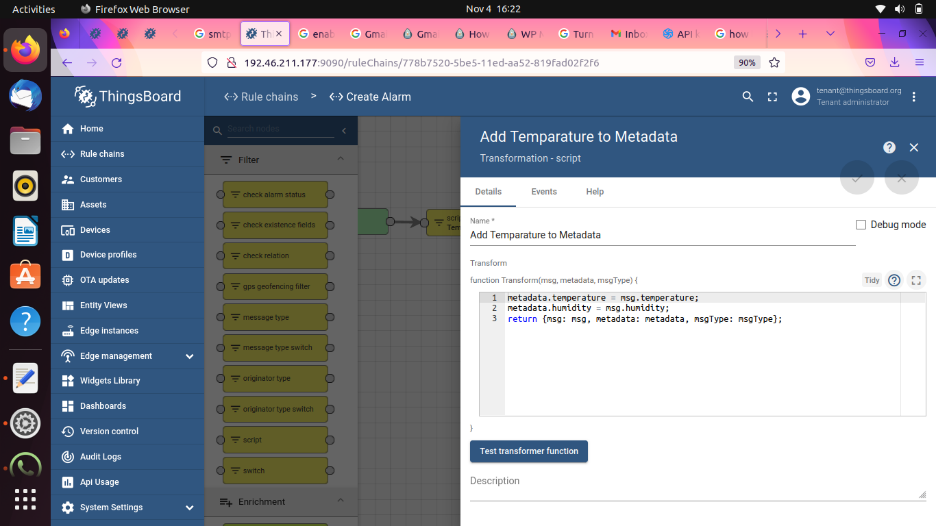 Activities
Firefox Web Browser
Nov 4 16:22
smtp
Th
enab
Gma
Gma
How
WP M
Turn
Inbo
API k
how
192.46.211.177:9090/ruleChains/778b7520-5be5-11ed-aa52-819fad02f2f6
90%
ThingsBoard
Rule chains > Create Alarm
tenant@thingsboard.org
Tenant administrator
Home
Rule chains
Customers
Assets
Devices
Device profiles
OTA updates
Entity Views
Edge instances
Edge management
Widgets Library
Dashboards
Version control
Audit Logs
Api Usage
System Settings
Search nodes
Filter
check alarm status
check existence fields
check relation
gps geofencing filter
message type
message type switch
originator type
originator type switch
script
switch
Enrichment
scri
Tem
Add Temparature to Metadata
Transformation - script
Details Events Help
Name *
Add Temparature to Metadata
Debug mode
Transform
function Transform(msg, metadata, msgType) {
Tidy
1 metadata.temperature = msg.temperature;
2 metadata.humidity = msg.humidity;
3 return {msg: msg, metadata: metadata, msgType: msgType};
}
Test transformer function
Description